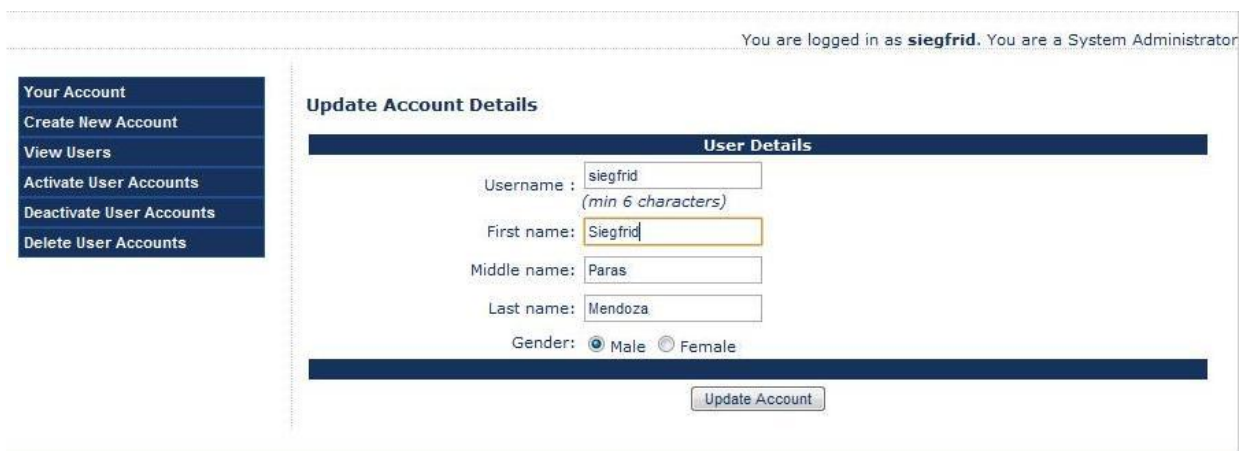 You are logged in as siegfrid. You are a System Administrator
Your Account
Create New Account
View Users
Activate User Accounts
Deactivate User Accounts
Delete User Accounts
Update Account Details
User Details
Username : siegfrid
(min 6 characters)
First name: Siegfrid
Middle name: Paras
Last name: Mendoza
Gender: Male Female
Update Account